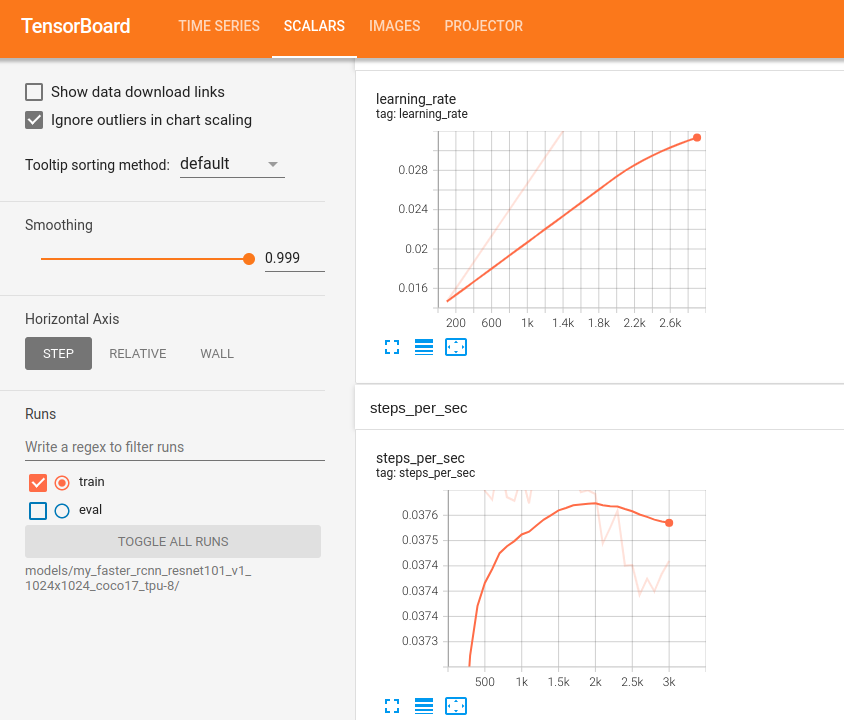 TensorBoard
TIME SERIES SCALARS IMAGES PROJECTOR
Show data download links
Ignore outliers in chart scaling
Tooltip sorting method: default
Smoothing
0.999
Horizontal Axis
STEP RELATIVE WALL
Runs
Write a regex to filter runs
train
eval
TOGGLE ALL RUNS
models/my_faster_rcnn_resnet101_v1_
1024x1024_coco17_tpu-8/
learning_rate
tag: learning_rate
0.028
0.024
0.02
0.016
200 600 1k 1.4k 1.8k 2.2k 2.6k
steps_per_sec
steps_per_sec
tag: steps_per_sec
0.0376
0.0375
0.0374
0.0374
0.0374
0.0373
500 1k 1.5k 2k 2.5k 3k